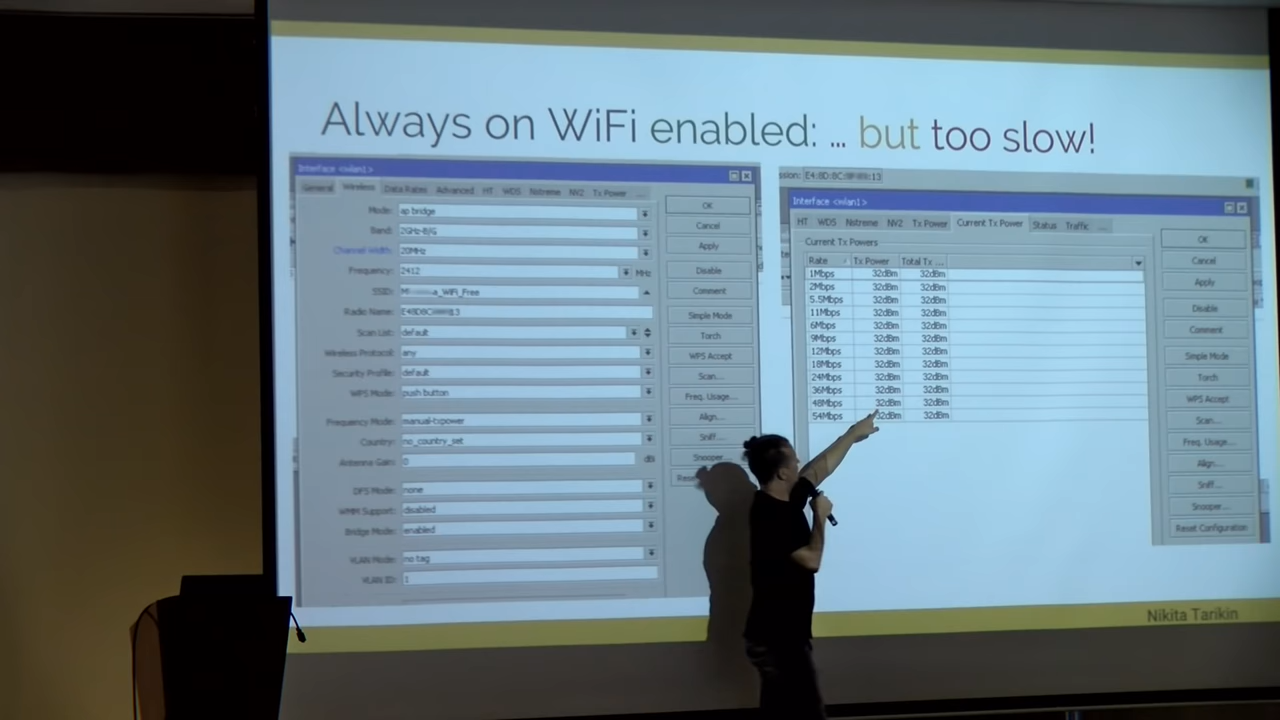 Always on WiFi enabled: ... but too slow!
Interface <wlan1>
General Wireless Data Rates Advanced HT WDS Nstreme NV2 Tx Power ...
Mode: ap bridge
Band: 2GHz-B/G
Channel Width: 20MHz
Frequency: 2412 MHz
SSID: a_WiFi_Free
Radio Name:
Scan List: default
Wireless Protocol: any
Security Profile: default
WPS Mode: push button
Frequency Mode: manual-txpower
Country: no_country_set
Antenna Gain: 0 dBi
DFS Mode: none
WMM Support: disabled
Bridge Mode: enabled
VLAN Mode: no tag
VLAN ID: 1
OK
Cancel
Apply
Disable
Comment
Simple Mode
Torch
WPS Accept
Scan...
Freq. Usage...
Align...
Sniff...
Snooper...
ssion: E4:8D:8C: :13
Interface <wlan1>
HT WDS Nstreme NV2 Tx Power Current Tx Power Status Traffic ...
Current Tx Powers
Rate Tx Power Total Tx ...
1Mbps 32dBm 32dBm
2Mbps 32dBm 32dBm
5.5Mbps 32dBm 32dBm
11Mbps 32dBm 32dBm
6Mbps 32dBm 32dBm
9Mbps 32dBm 32dBm
12Mbps 32dBm 32dBm
18Mbps 32dBm 32dBm
24Mbps 32dBm 32dBm
36Mbps 32dBm 32dBm
48Mbps 32dBm 32dBm
54Mbps 32dBm 32dBm
OK
Cancel
Apply
Disable
Comment
Simple Mode
Torch
WPS Accept
Scan...
Freq. Usage...
Align...
Sniff...
Snooper...
Reset Configuration
Nikita Tarikin